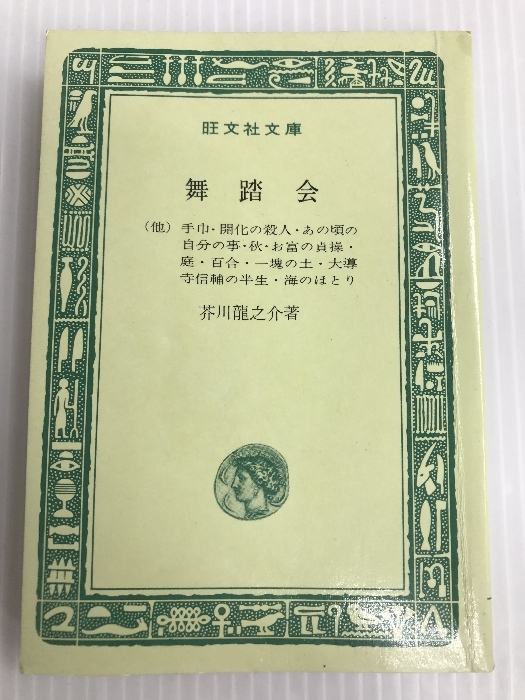 旺文社文庫
舞踏会
（他）手巾・開化の殺人・あの頃の
自分の事・秋・お富の貞操・
庭・百合・一塊の土・大導
寺信輔の半生・海のほとり
芥川龍之介著